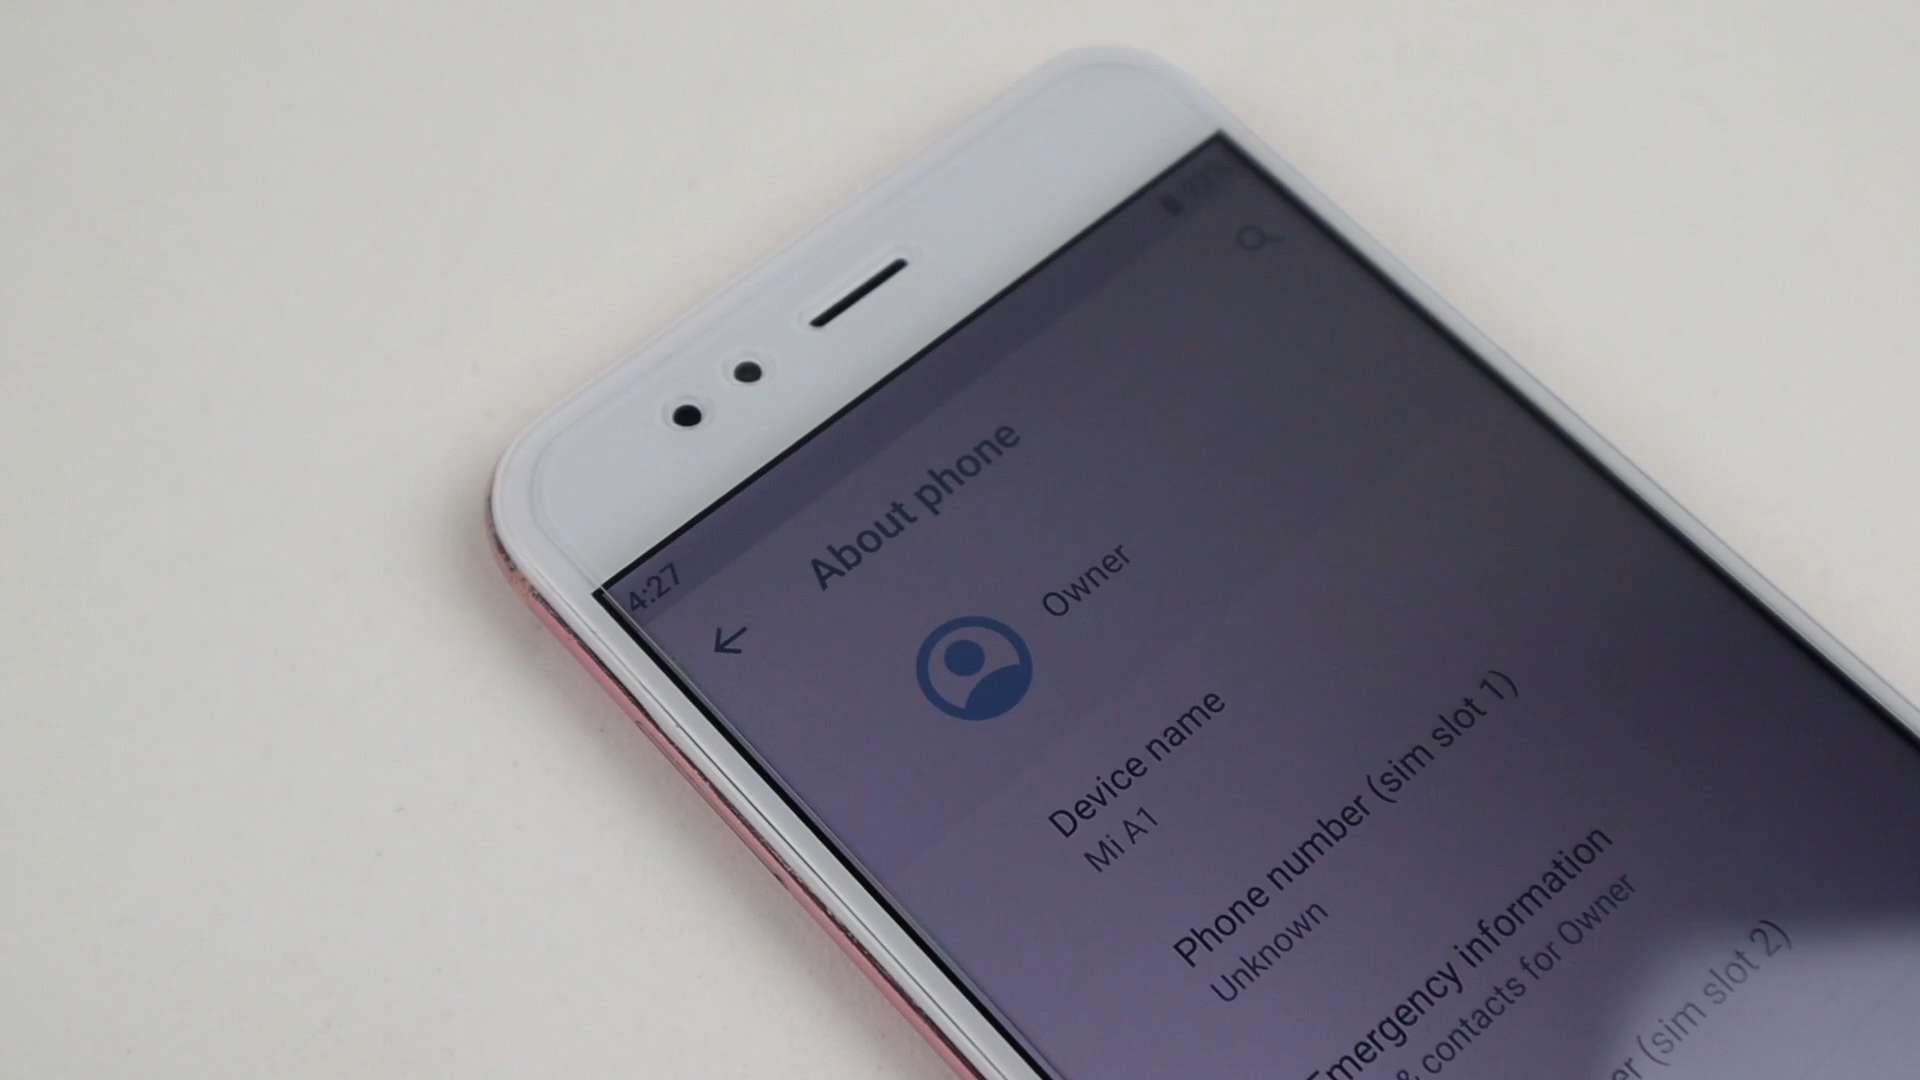 4:27
About phone
Owner
Device name
Mi A1
Phone number (sim slot 1)
Unknown
Emergency information
& contacts for Owner
(sim slot 2)